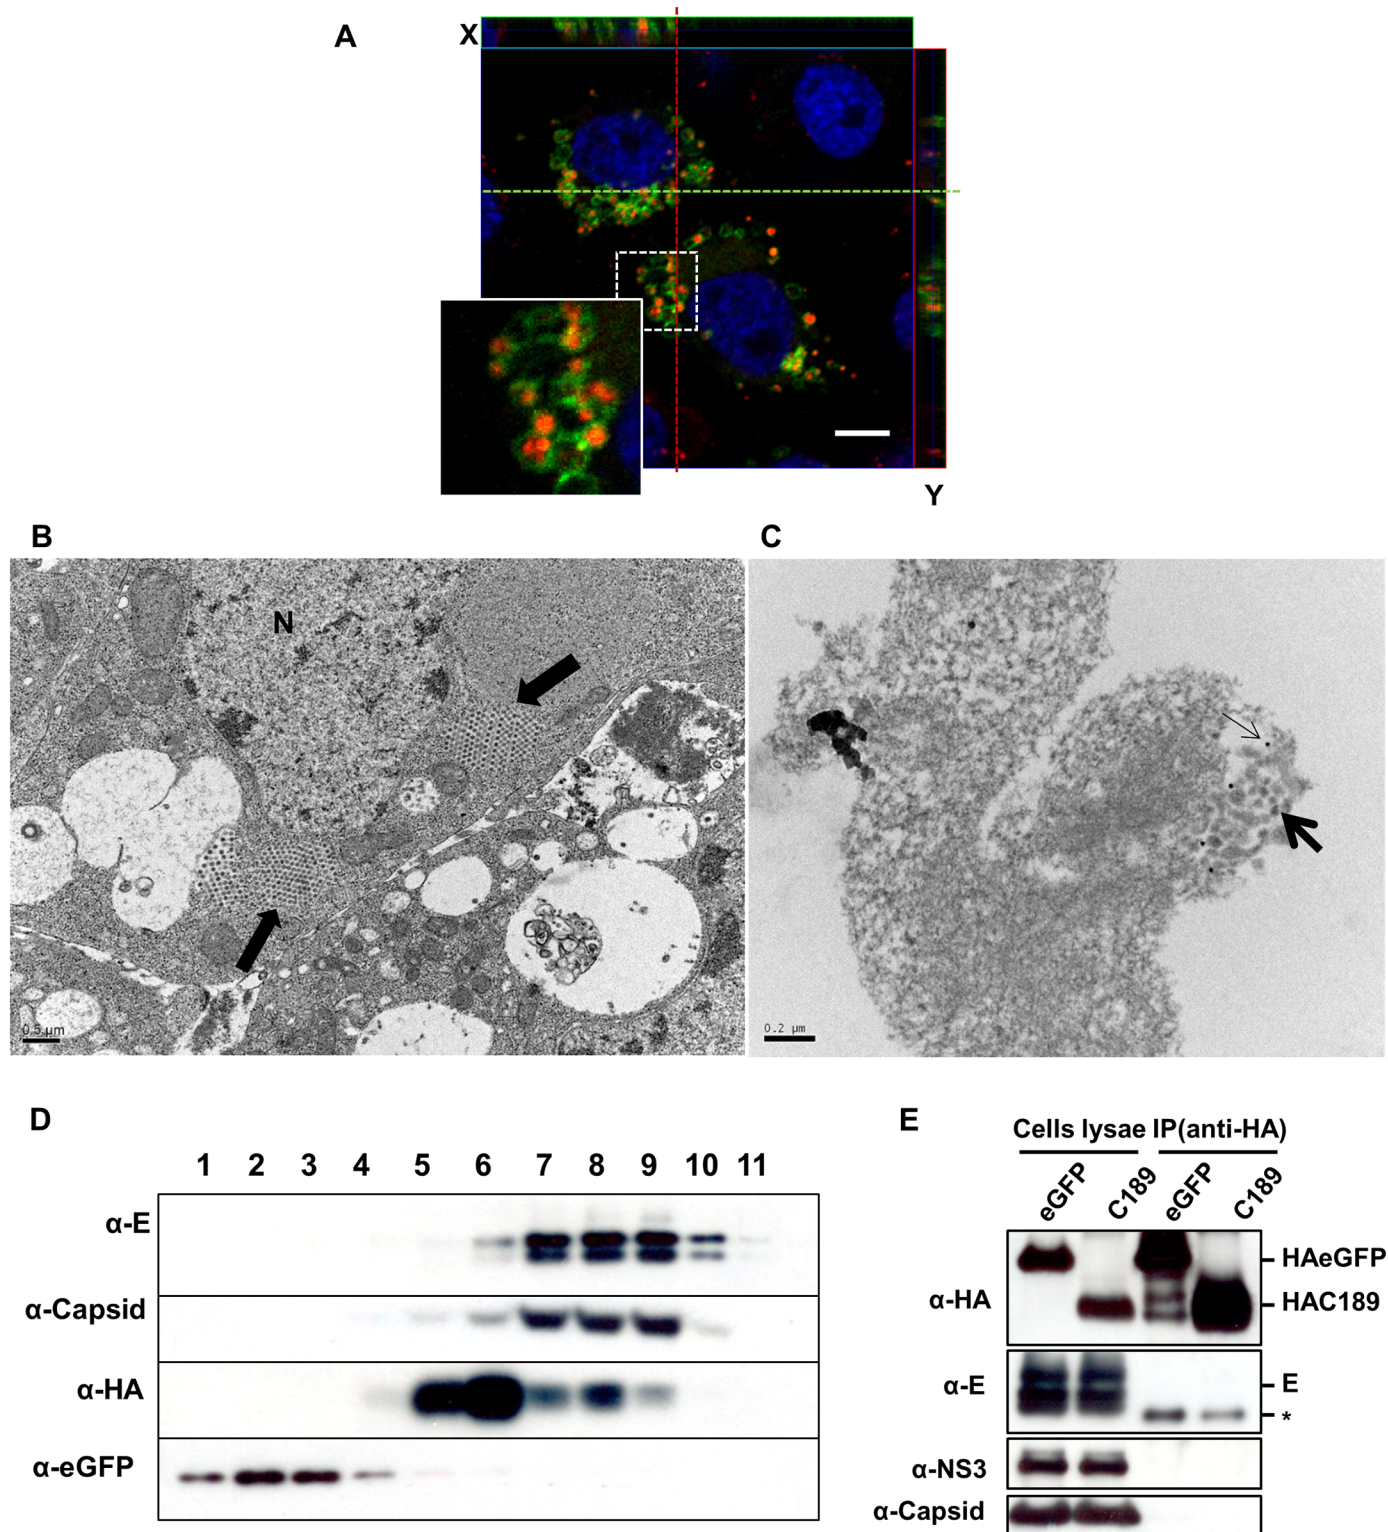 A
X
Y
B
C
N
0.5 µm
0.2 µm
D
1 2 3 4 5 6 7 8 9 10 11
α-E
α-Capsid
α-HA
α-eGFP
E
Cells lysae IP(anti-HA)
eGFP C189 eGFP C189
α-HA
HAeGFP
HAC189
α-E
E
*
α-NS3
α-Capsid